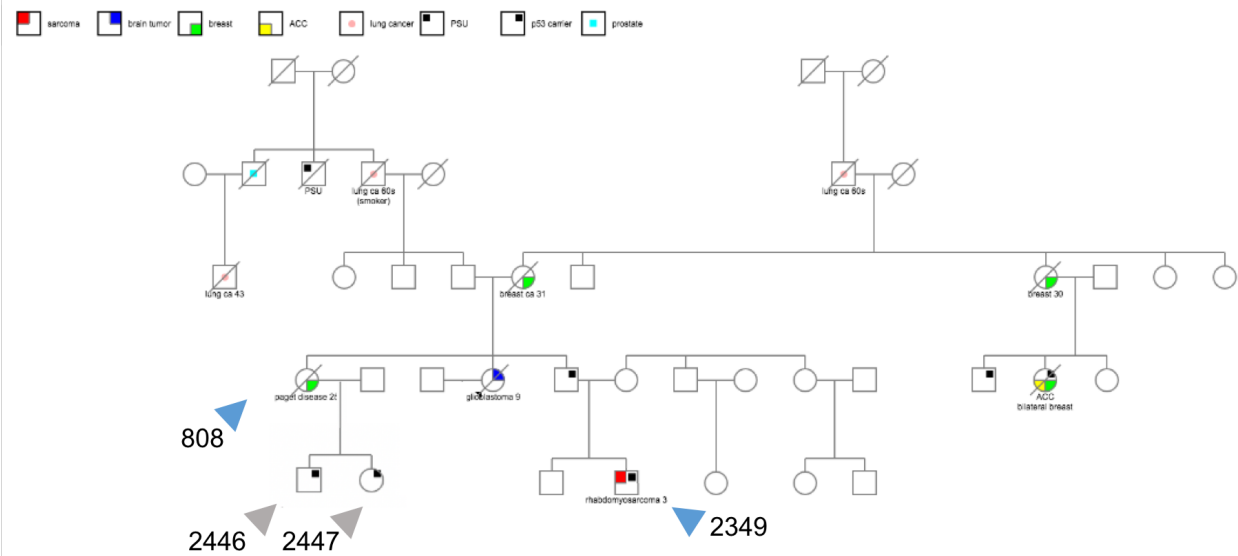 sarcoma brain tumor breast ACC lung cancer PSU p53 carrier prostate
PSU
lung ca 60s
(smoker)
lung ca 60s
lung ca 43
breast ca 31
breast 30
paget disease 28
glioblastoma 9
ACC
bilateral breast
808
rhabdomyosarcoma 3
2349
2446
2447